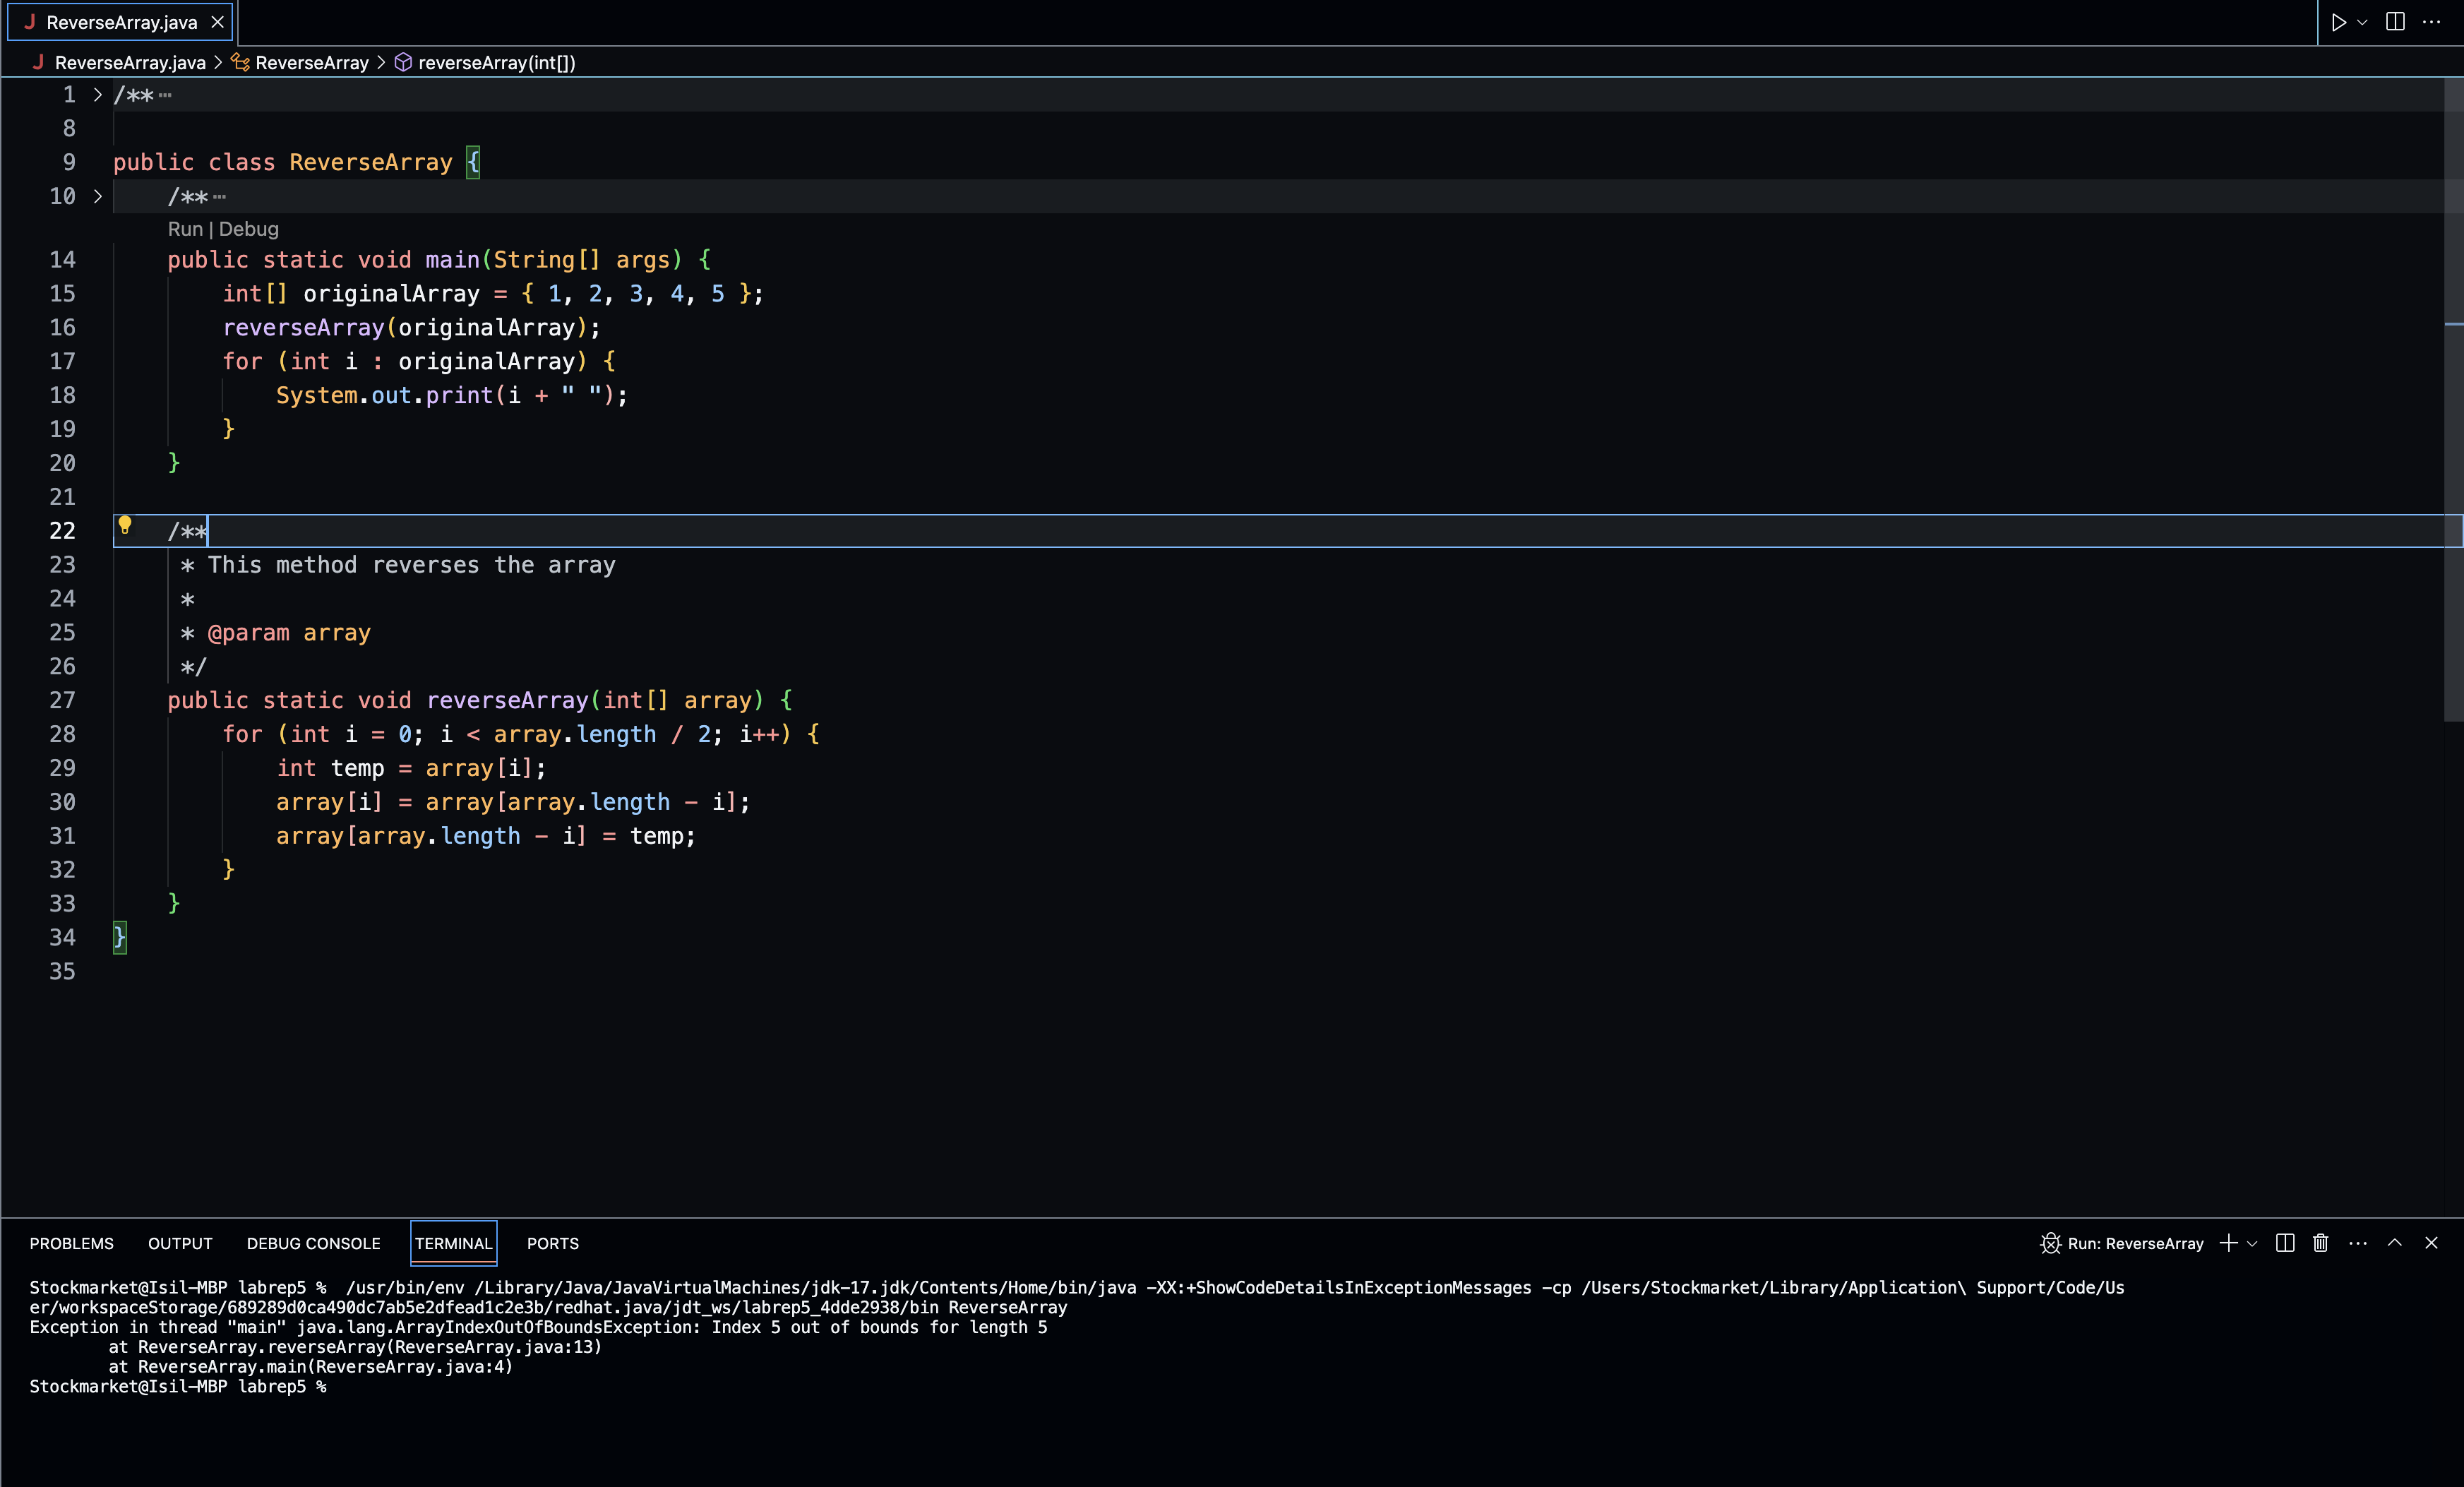 ReverseArray.java
ReverseArray.java > ReverseArray > reverseArray(int[])
1 /** ...
8
9 public class ReverseArray {
10 /** ...
Run | Debug
14 public static void main(String[] args) {
15 int[] originalArray = { 1, 2, 3, 4, 5 };
16 reverseArray(originalArray);
17 for (int i : originalArray) {
18 System.out.print(i + " ");
19 }
20 }
21
22 /**
23 * This method reverses the array
24 *
25 * @param array
26 */
27 public static void reverseArray(int[] array) {
28 for (int i = 0; i < array.length / 2; i++) {
29 int temp = array[i];
30 array[i] = array[array.length - i];
31 array[array.length - i] = temp;
32 }
33 }
34 }
35
PROBLEMS OUTPUT DEBUG CONSOLE TERMINAL PORTS Run: ReverseArray
Stockmarket@Isil-MBP labrep5 % /usr/bin/env /Library/Java/JavaVirtualMachines/jdk-17.jdk/Contents/Home/bin/java -XX:+ShowCodeDetailsInExceptionMessages -cp /Users/Stockmarket/Library/Application\ Support/Code/Us
er/workspaceStorage/689289d0ca490dc7ab5e2dfead1c2e3b/redhat.java/jdt_ws/labrep5_4dde2938/bin ReverseArray
Exception in thread "main" java.lang.ArrayIndexOutOfBoundsException: Index 5 out of bounds for length 5
at ReverseArray.reverseArray(ReverseArray.java:13)
at ReverseArray.main(ReverseArray.java:4)
Stockmarket@Isil-MBP labrep5 %